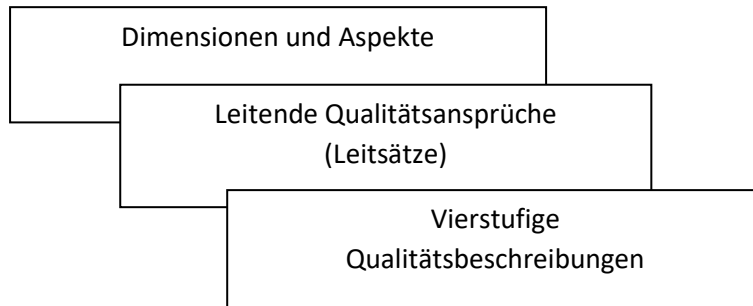 Dimensionen und Aspekte
Leitende Qualitätsansprüche
(Leitsätze)
Vierstufige
Qualitätsbeschreibungen